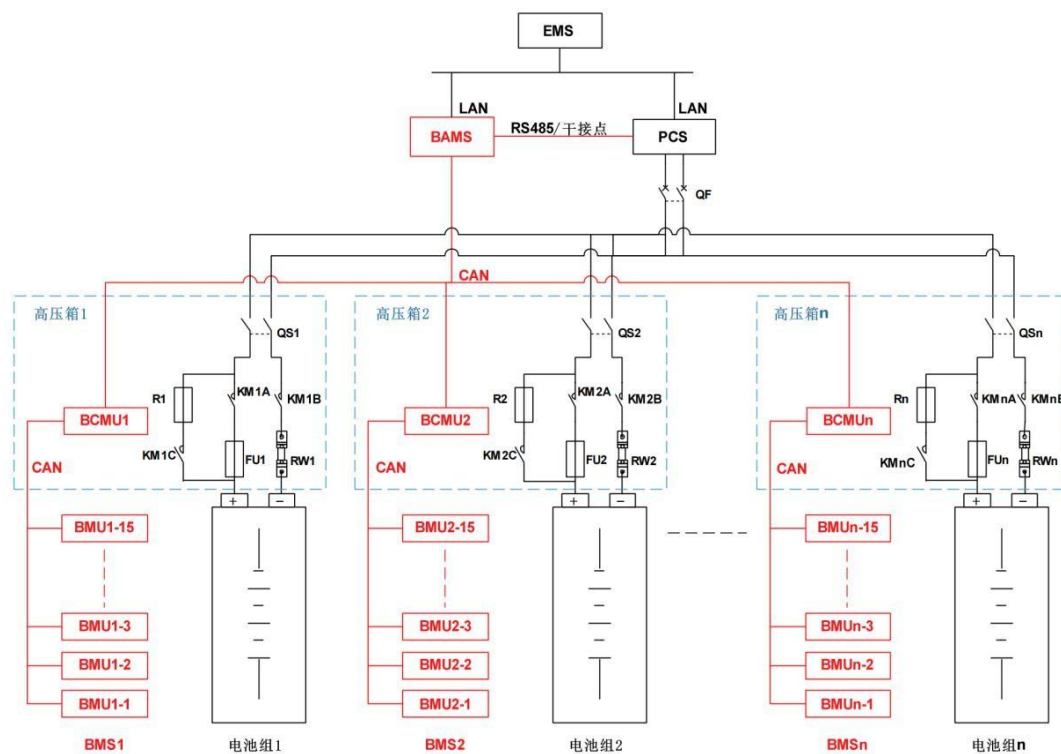 EMS
LAN
LAN
BAMS
RS485/干接点
PCS
QF
CAN
高压箱1
QS1
R1
KM1A
KM1B
BCMU1
KM1C
FU1
RW1
CAN
+
−
BMU1-15
BMU1-3
BMU1-2
BMU1-1
BMS1
电池组1
高压箱2
QS2
R2
KM2A
KM2B
BCMU2
KM2C
FU2
RW2
CAN
+
−
BMU2-15
BMU2-3
BMU2-2
BMU2-1
BMS2
电池组2
高压箱n
QSn
Rn
KMnA
KMnB
BCMUn
KMnC
FUn
RWn
CAN
+
−
BMUn-15
BMUn-3
BMUn-2
BMUn-1
BMSn
电池组n